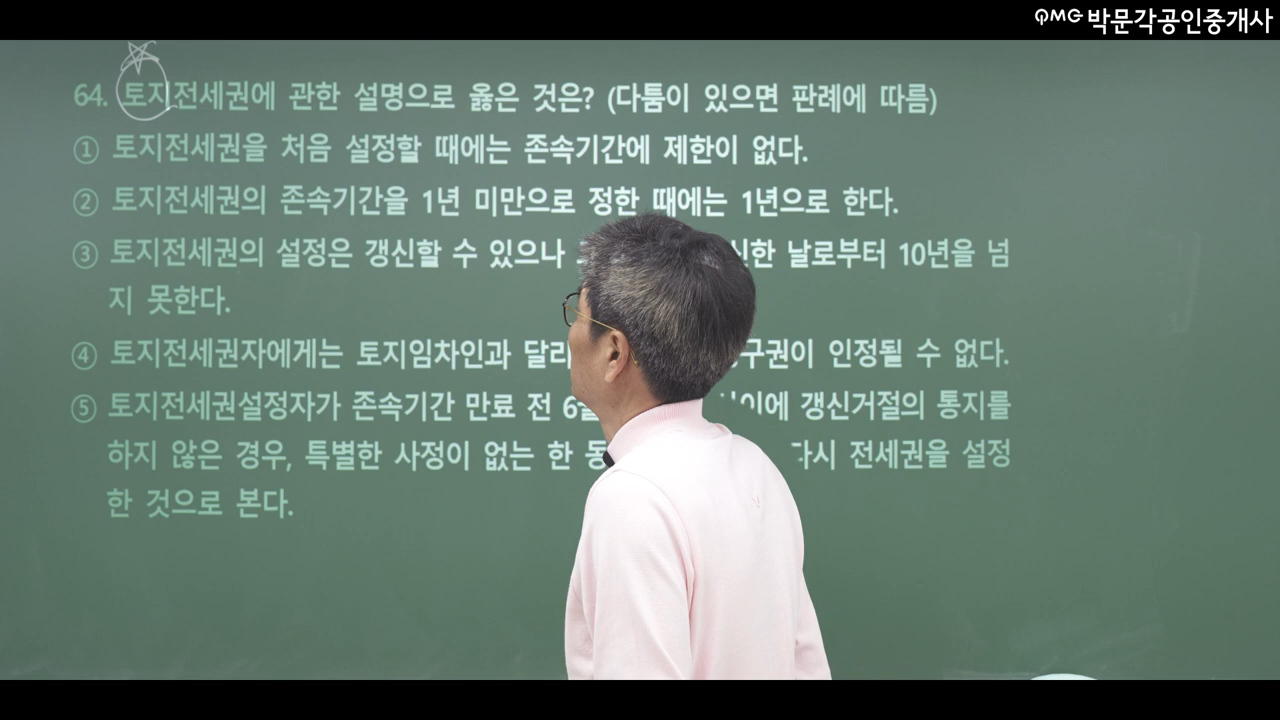 QMG 박문각공인중개사
64. 토지전세권에 관한 설명으로 옳은 것은? (다툼이 있으면 판례에 따름)
① 토지전세권을 처음 설정할 때에는 존속기간에 제한이 없다.
② 토지전세권의 존속기간을 1년 미만으로 정한 때에는 1년으로 한다.
③ 토지전세권의 설정은 갱신할 수 있으나 날로부터 10년을 넘
지 못한다.
④ 토지전세권자에게는 토지임차인과 인정될 수 없다.
⑤ 토지전세권설정자가 존속기간 만료 전 갱신거절의 통지를
하지 않은 경우, 특별한 사정이 없는 한 전세권을 설정
한 것으로 본다.